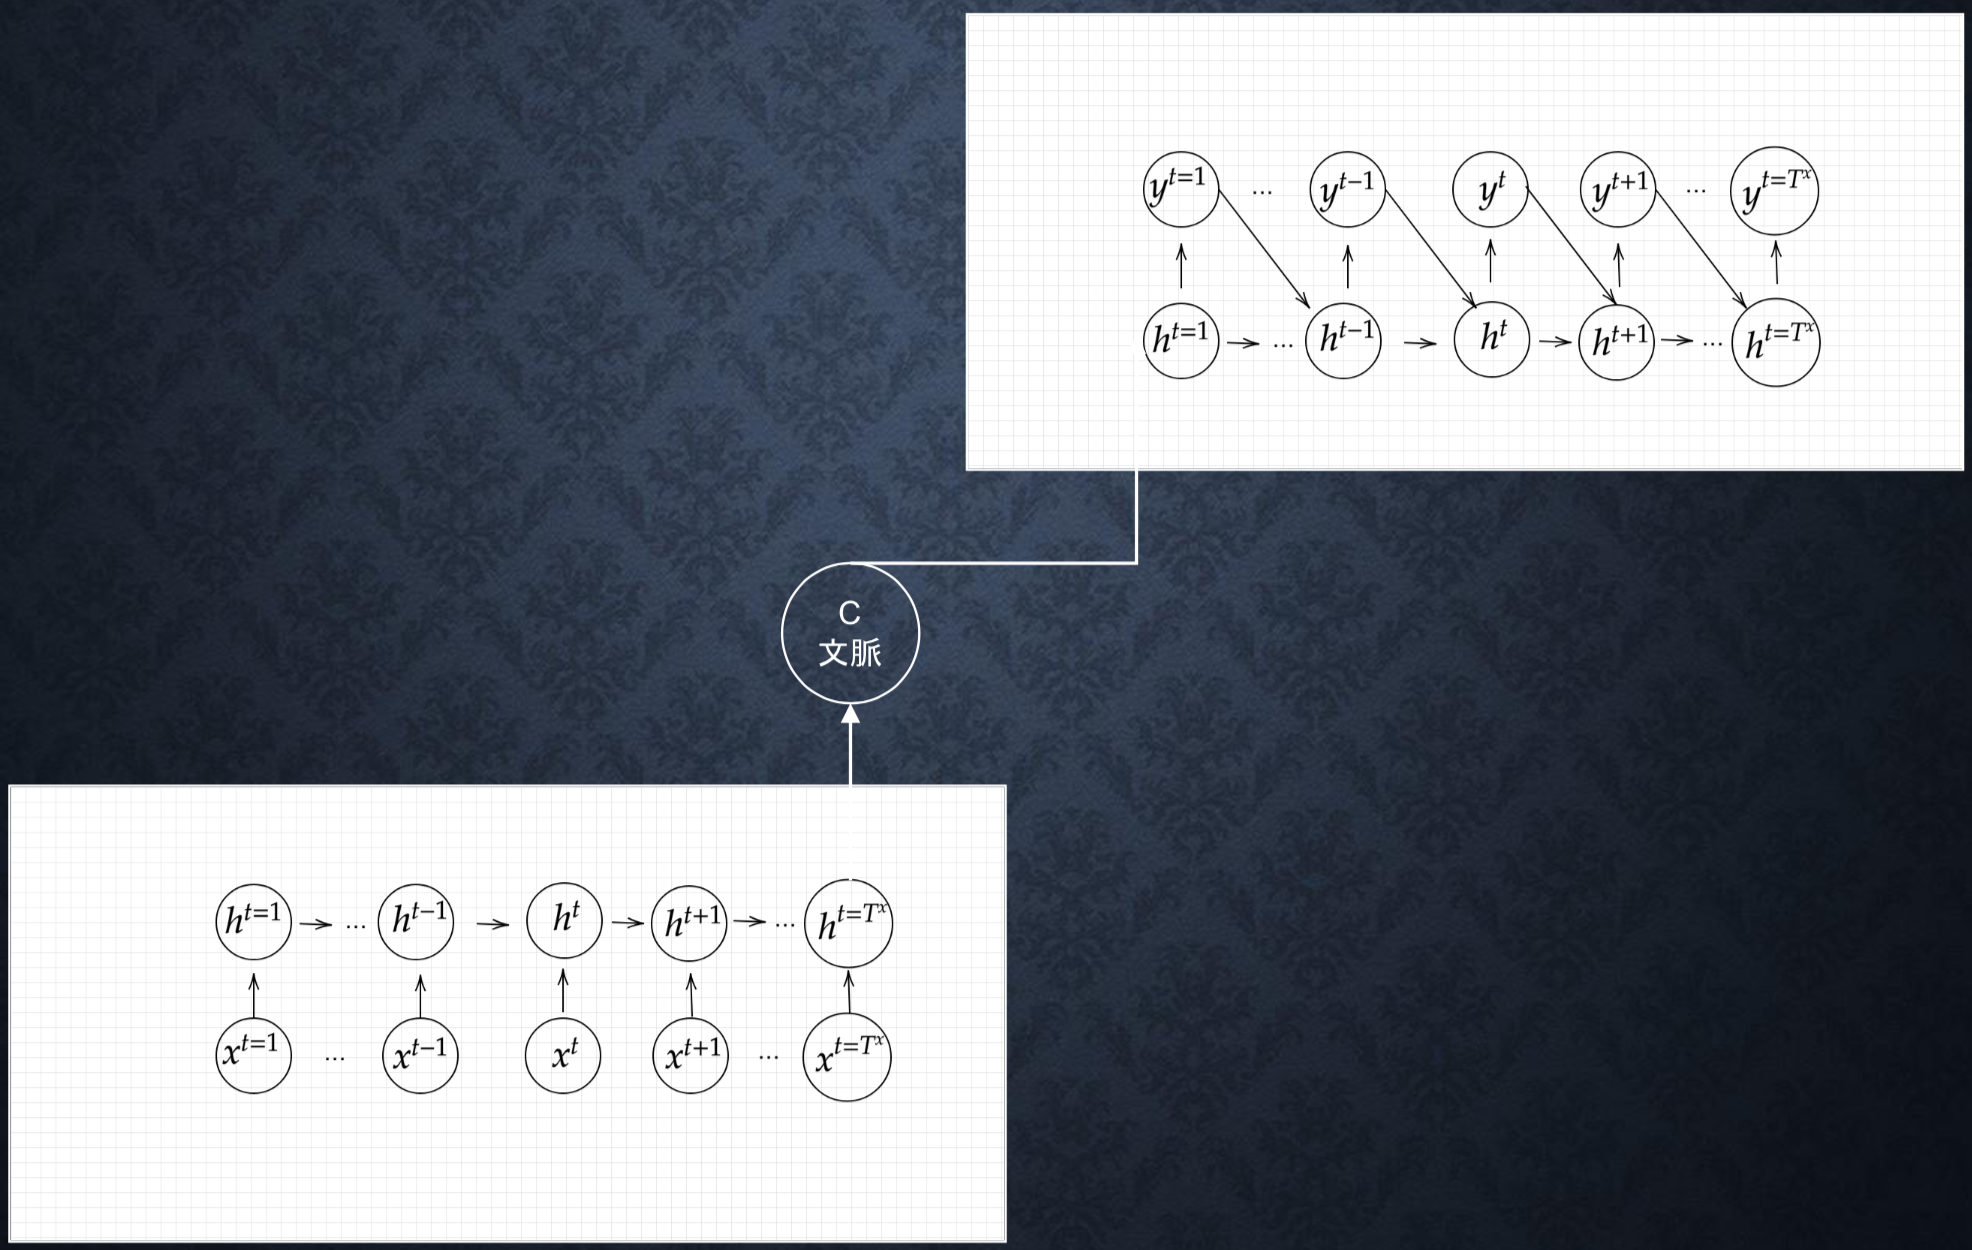 y^{t=1} ... y^{t-1} y^t y^{t+1} ... y^{t=T^x}
h^{t=1} ... h^{t-1} h^t h^{t+1} ... h^{t=T^x}
C
文脈
h^{t=1} ... h^{t-1} h^t h^{t+1} ... h^{t=T^x}
x^{t=1} ... x^{t-1} x^t x^{t+1} ... x^{t=T^x}